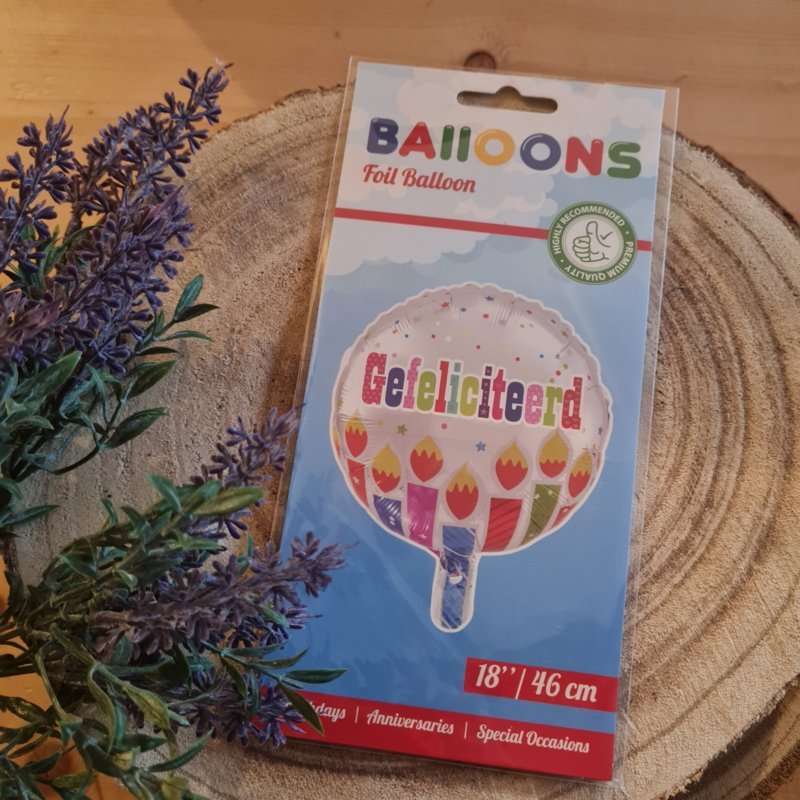 BALLOONS
Foil Balloon
HIGHLY RECOMMENDED
PREMIUM QUALITY
Gefeliciteerd
18’’/ 46 cm
Anniversaries | Special Occasions